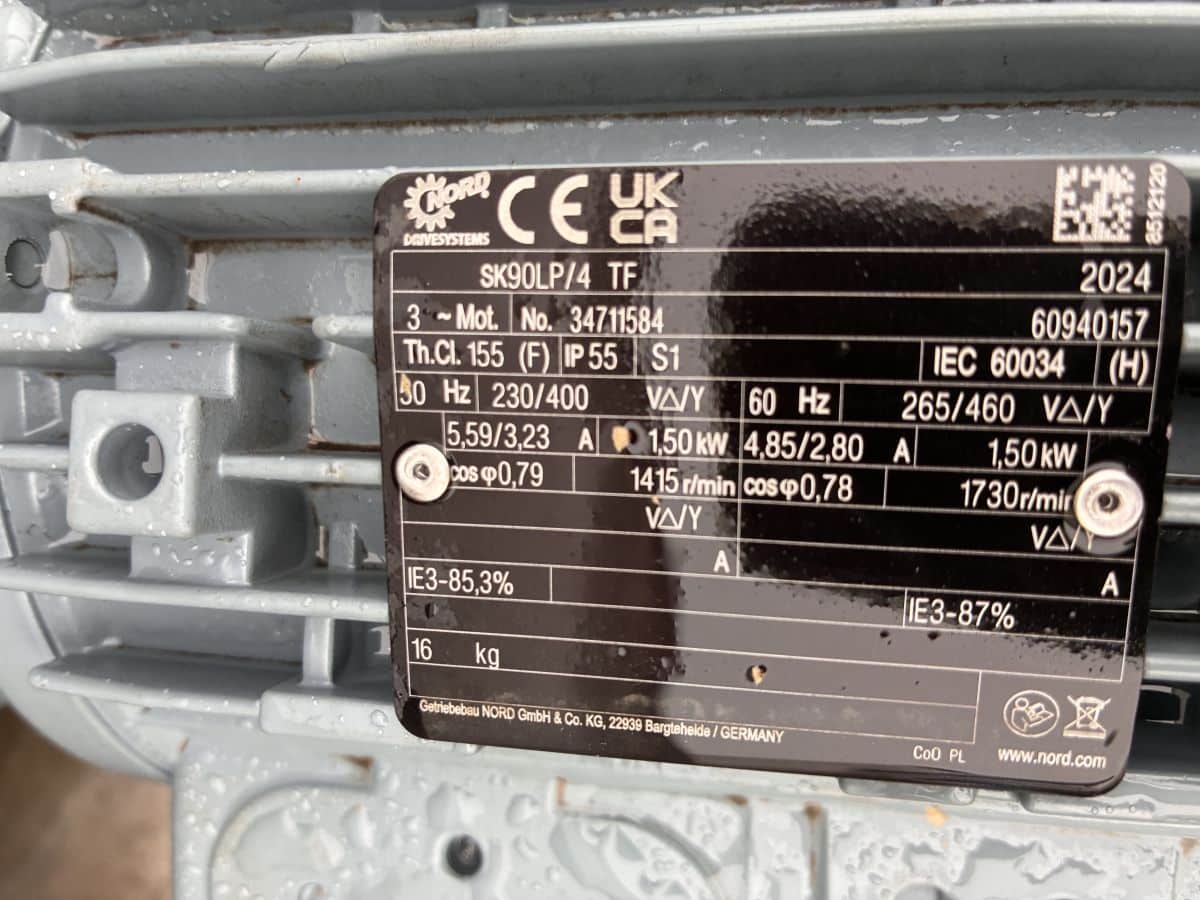 NORD
DRIVESYSTEMS
CE
UK
CA
8512120
SK90LP/4 TF 2024
3 ~ Mot. No. 34711584 60940157
Th.Cl. 155 (F) IP 55 S1 IEC 60034 (H)
50 Hz 230/400 V△/Y 60 Hz 265/460 V△/Y
5,59/3,23 A 1,50 kW 4,85/2,80 A 1,50 kW
cosφ0,79 1415 r/min cosφ0,78 1730 r/min
V△/Y V△/Y
A A
IE3-85,3% IE3-87%
16 kg
Getriebebau NORD GmbH & Co. KG, 22939 Bargteheide / GERMANY
CoO PL www.nord.com